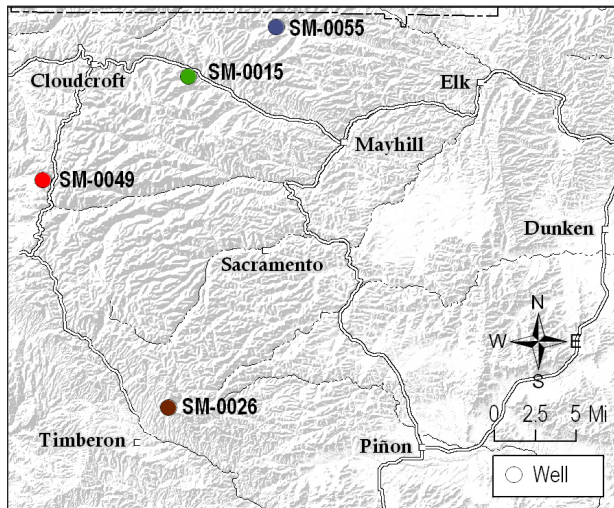 SM-0055
SM-0015
Cloudcroft
Elk
Mayhill
SM-0049
Dunken
Sacramento
N
W E
S
SM-0026
0 2.5 5 Mi
Timberon
Piñon
Well